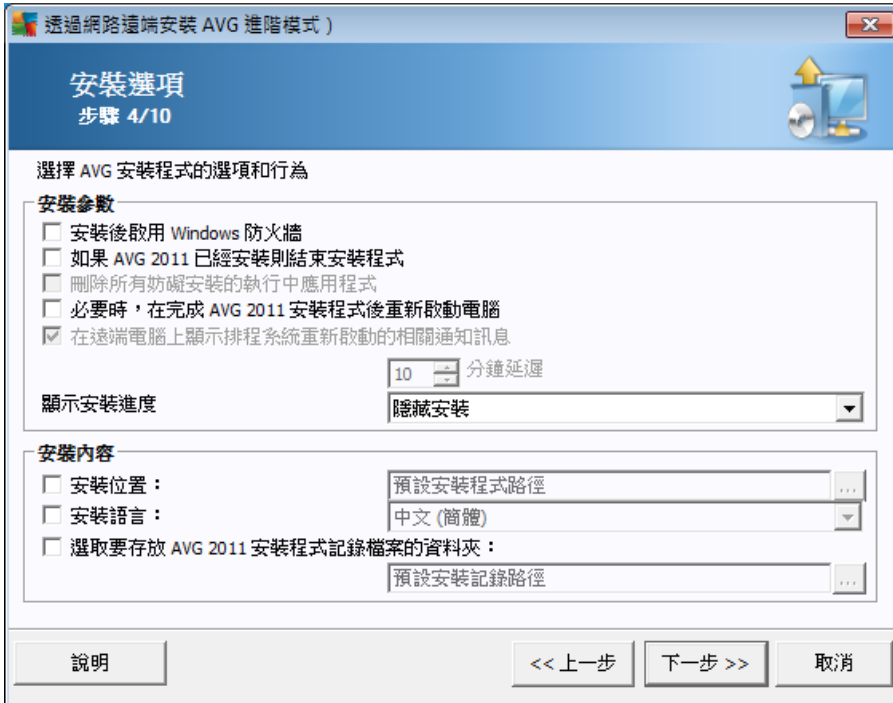 透過網路遠端安裝 AVG 進階模式 )
安裝選項
步驟 4/10
選擇 AVG 安裝程式的選項和行為
安裝參數
安裝後啟用 Windows 防火牆
如果 AVG 2011 已經安裝則結束安裝程式
刪除所有妨礙安裝的執行中應用程式
必要時，在完成 AVG 2011 安裝程式後重新啟動電腦
在遠端電腦上顯示排程系統重新啟動的相關通知訊息
10 分鐘延遲
顯示安裝進度 隱藏安裝
安裝內容
安裝位置： 預設安裝程式路徑 ...
安裝語言： 中文 (簡體)
選取要存放 AVG 2011 安裝程式記錄檔案的資料夾：
預設安裝記錄路徑 ...
說明 << 上一步 下一步 >> 取消